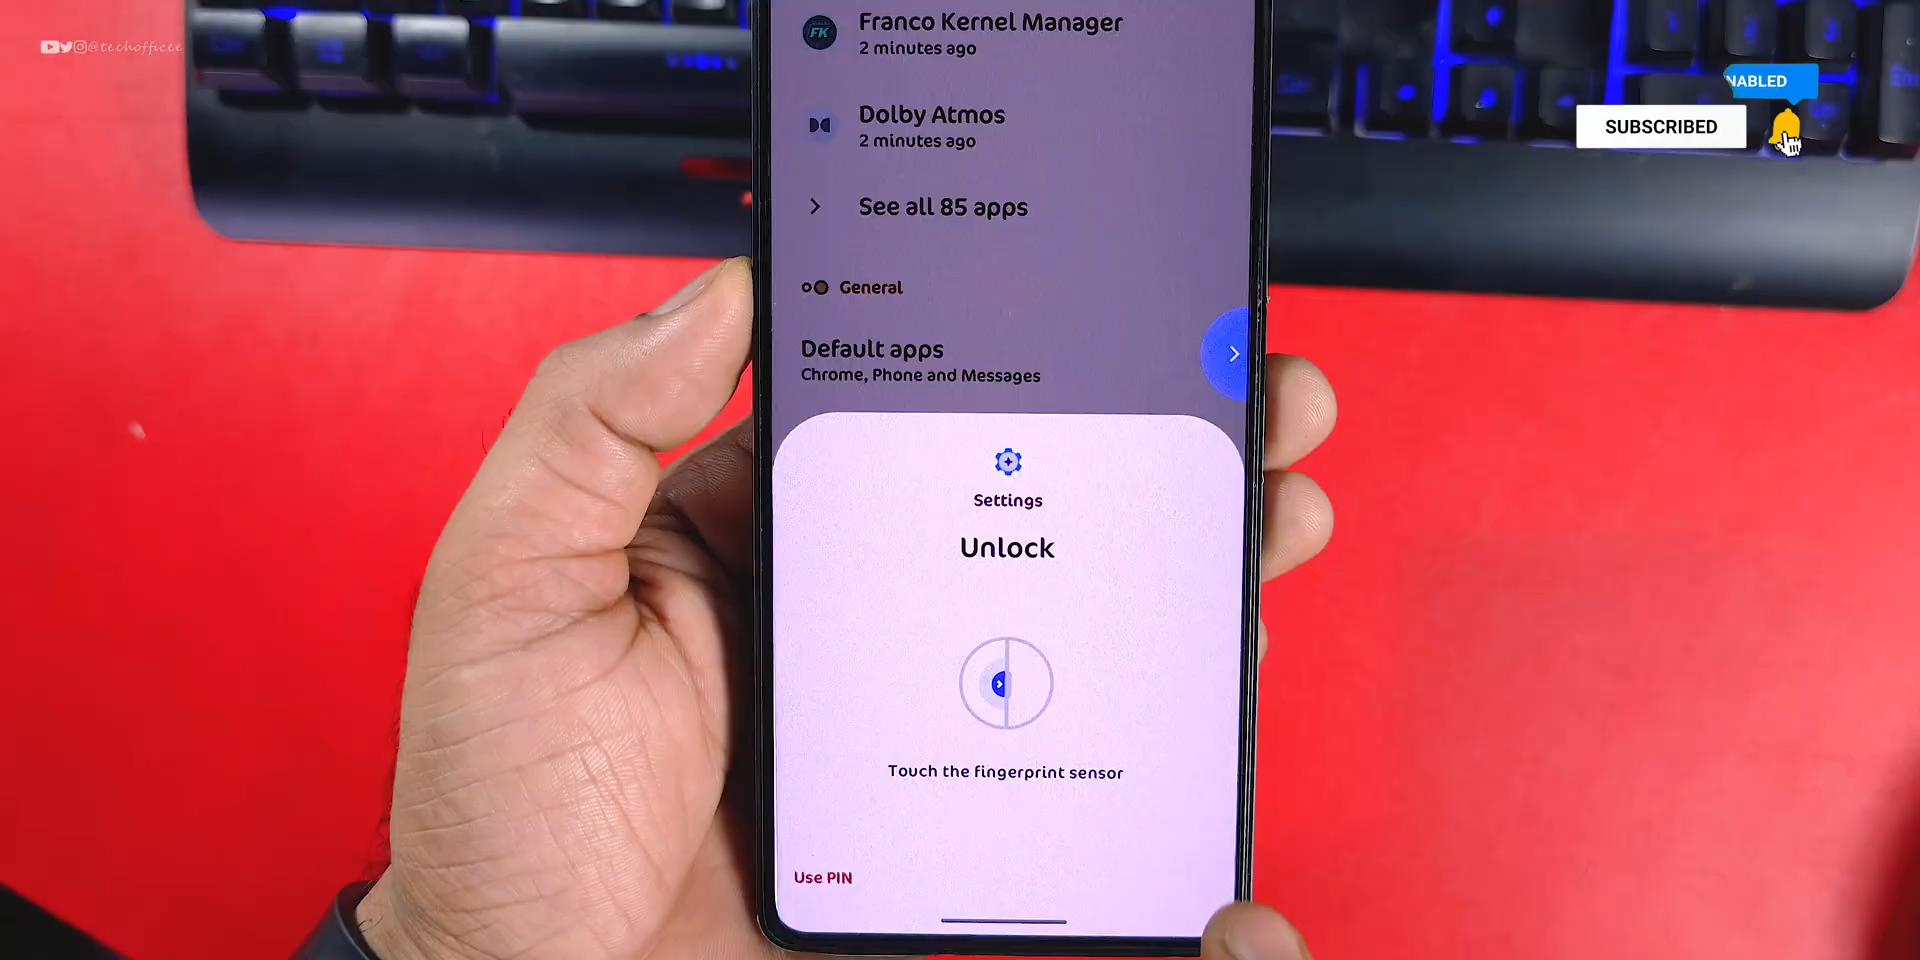 @techofficee
Franco Kernel Manager
2 minutes ago
FK
Dolby Atmos
2 minutes ago
See all 85 apps
General
Default apps
Chrome, Phone and Messages
Settings
Unlock
Touch the fingerprint sensor
Use PIN
NABLED
SUBSCRIBED